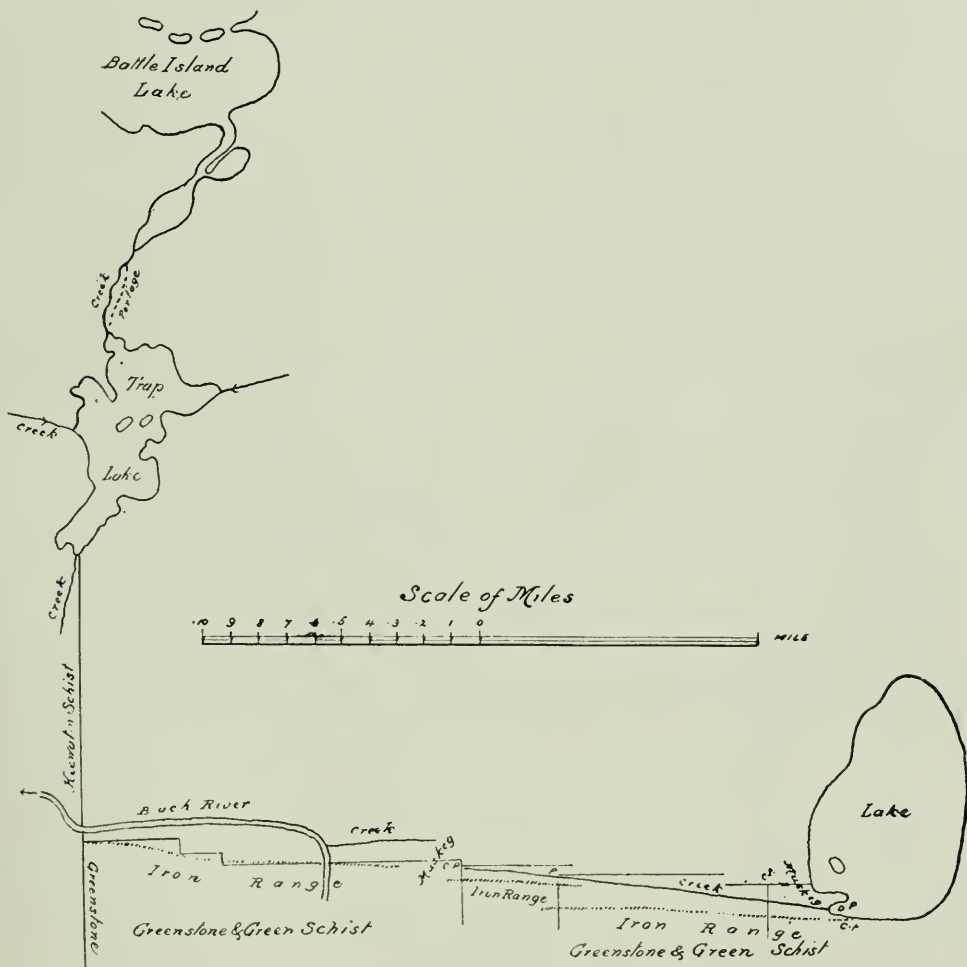 Battle Island
Lake
Creek
Portage
Trap
Creek
Lake
Creek
Scale of Miles
.10 9 8 7 6 .5 4 .3 .2 1 0
MILE
Keewatin Schist
Buck River
Creek
Muskeg
C.P.
Iron Range
Greenstone
Greenstone & Green Schist
P
Iron Range
Creek
Muskeg
Lake
Iron Range
Greenstone & Green Schist